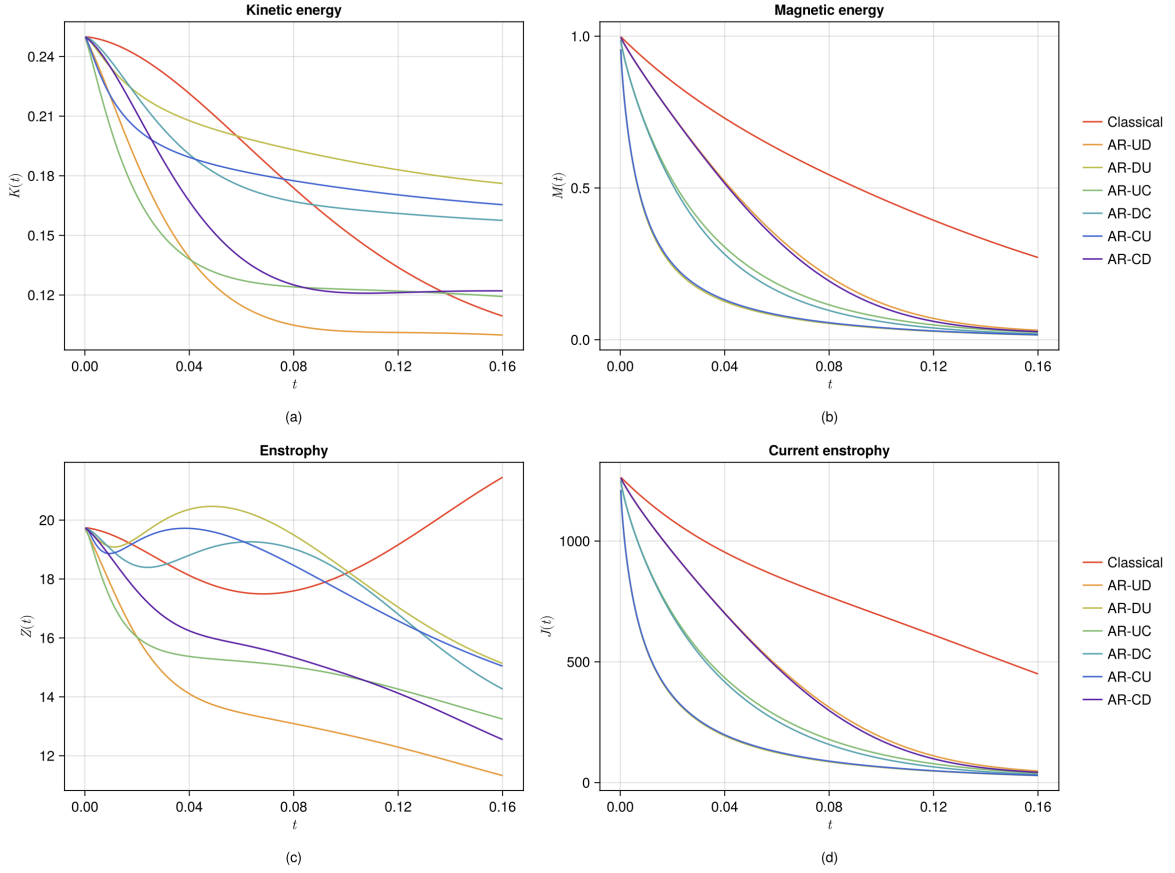 Kinetic energy
0.24
0.21
0.18
0.15
0.12
K(t)
0.00 0.04 0.08 0.12 0.16
t
(a)
Magnetic energy
1.0
0.5
0.0
M(t)
0.00 0.04 0.08 0.12 0.16
t
(b)
Classical
AR-UD
AR-DU
AR-UC
AR-DC
AR-CU
AR-CD
Enstrophy
20
18
16
14
12
Z(t)
0.00 0.04 0.08 0.12 0.16
t
(c)
Current enstrophy
1000
500
0
J(t)
0.00 0.04 0.08 0.12 0.16
t
(d)
Classical
AR-UD
AR-DU
AR-UC
AR-DC
AR-CU
AR-CD